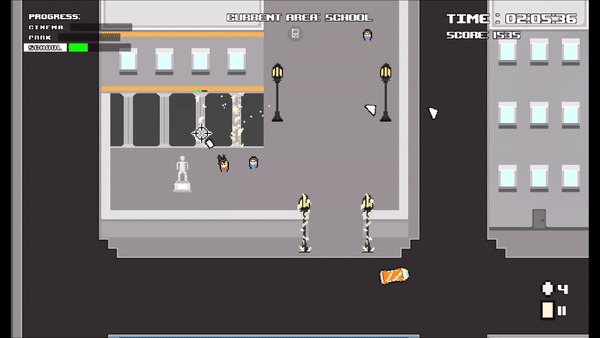 PROGRESS:
CINEMA
PARK
SCHOOL
CURRENT AREA: SCHOOL
TIME : 02:05:36
SCORE: 1535
4
11